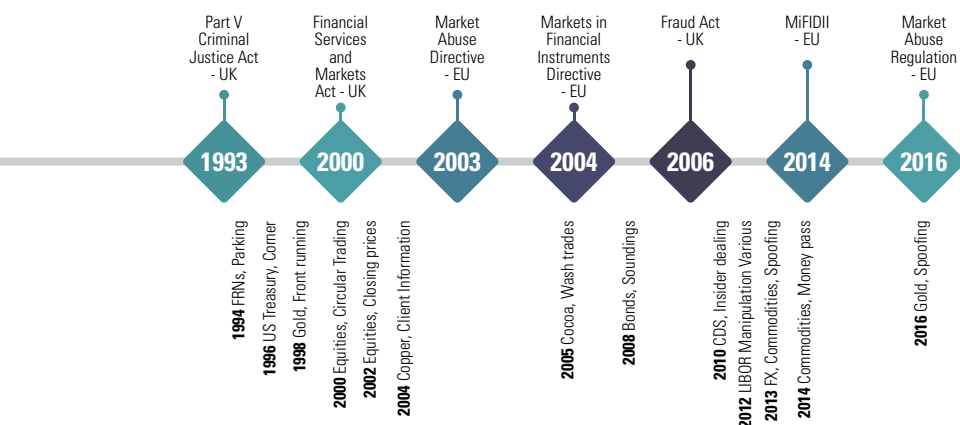 Part V
Criminal
Justice Act
- UK
Financial
Services
and
Markets
Act - UK
Market
Abuse
Directive
- EU
Markets in
Financial
Instruments
Directive
- EU
Fraud Act
- UK
MiFIDII
- EU
Market
Abuse
Regulation
- EU
1993
2000
2003
2004
2006
2014
2016
1994 FRNs, Parking
1996 US Treasury, Corner
1998 Gold, Front running
2000 Equities, Circular Trading
2002 Equities, Closing prices
2004 Copper, Client Information
2005 Cocoa, Wash trades
2008 Bonds, Soundings
2010 CDS, Insider dealing
2012 LIBOR Manipulation Various
2013 FX, Commodities, Spoofing
2014 Commodities, Money pass
2016 Gold, Spoofing